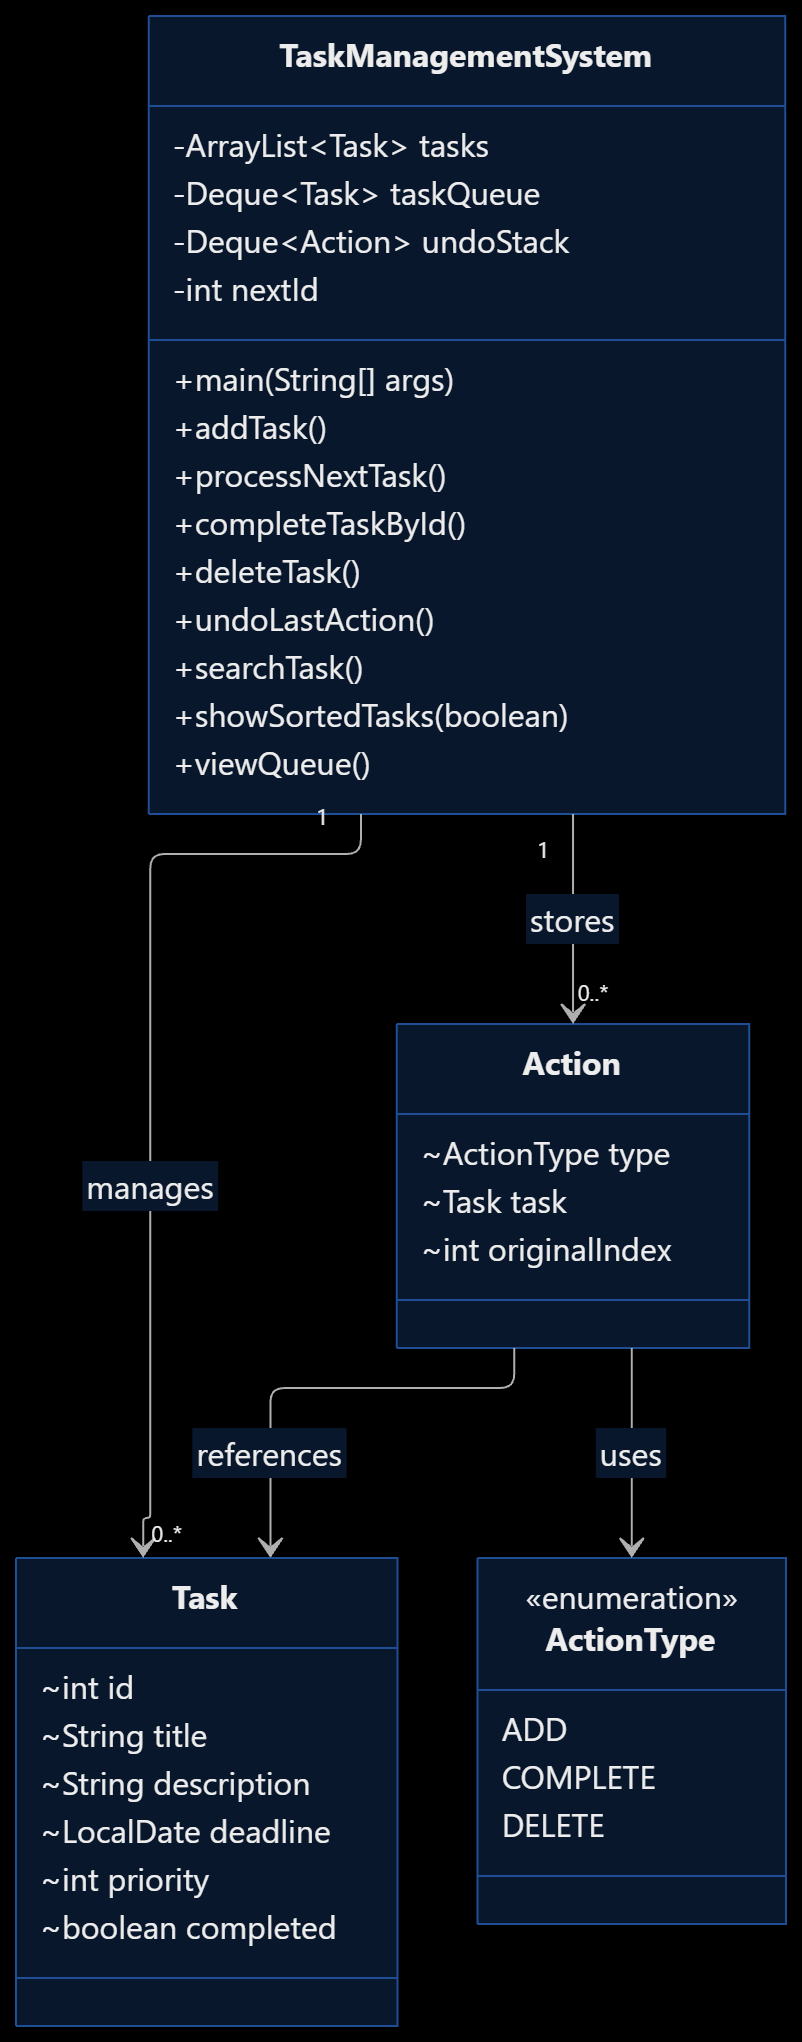 TaskManagementSystem
-ArrayList<Task> tasks
-Deque<Task> taskQueue
-Deque<Action> undoStack
-int nextId
+main(String[] args)
+addTask()
+processNextTask()
+completeTaskById()
+deleteTask()
+undoLastAction()
+searchTask()
+showSortedTasks(boolean)
+viewQueue()
1
1
stores
0..*
Action
~ActionType type
~Task task
~int originalIndex
manages
references
uses
0..*
Task
~int id
~String title
~String description
~LocalDate deadline
~int priority
~boolean completed
«enumeration»
ActionType
ADD
COMPLETE
DELETE